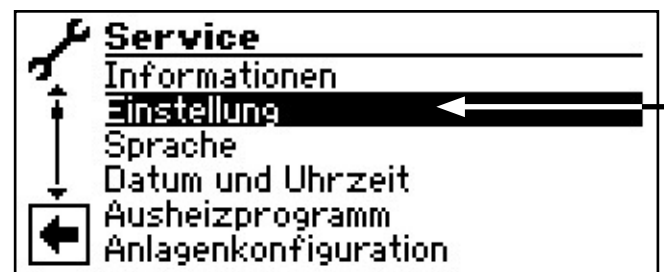 Service
Informationen
Einstellung
Sprache
Datum und Uhrzeit
Ausheizprogramm
Anlagenkonfiguration